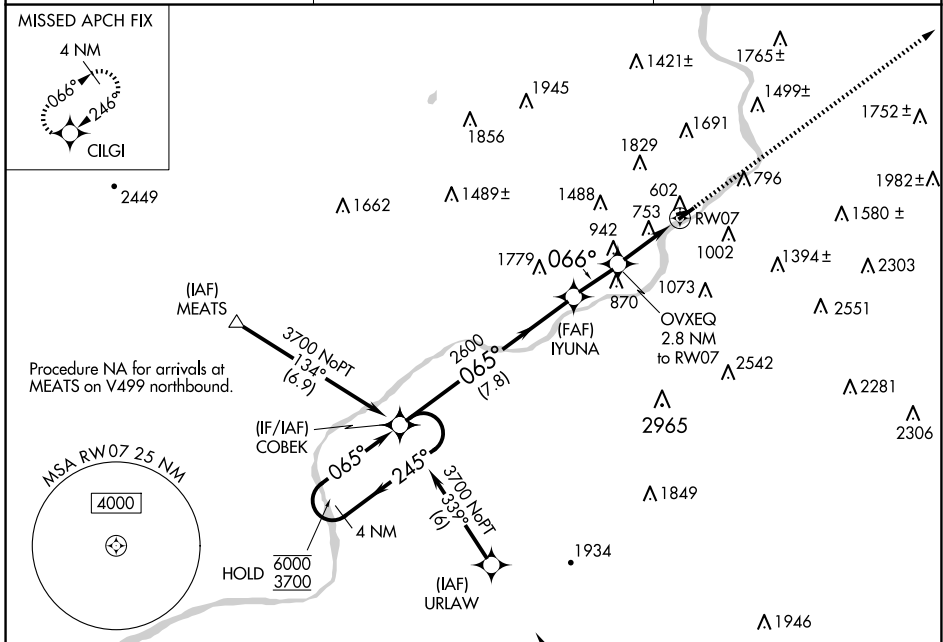 MISSED APCH FIX
4 NM
066°
246°
CILGI
1421±
1765±
1945
1499±
1856
1691
1752 ±
1829
2449
1662
1489±
1488
602
796
1982±
753
RW07
1580 ±
942
1002
1779
066°
1394±
2303
870
1073
(IAF)
MEATS
(FAF)
IYUNA
OVXEQ
2.8 NM
to RW07
2551
3700 NoPT
134°
(6.9)
2600
065°
(7.8)
Procedure NA for arrivals at
MEATS on V499 northbound.
2542
2281
2965
2306
(IF/IAF)
COBEK
065°
245°
MSA RW07 25 NM
4000
3700 NoPT
339°
(6)
1849
4 NM
HOLD
6000
3700
1934
(IAF)
URLAW
1946